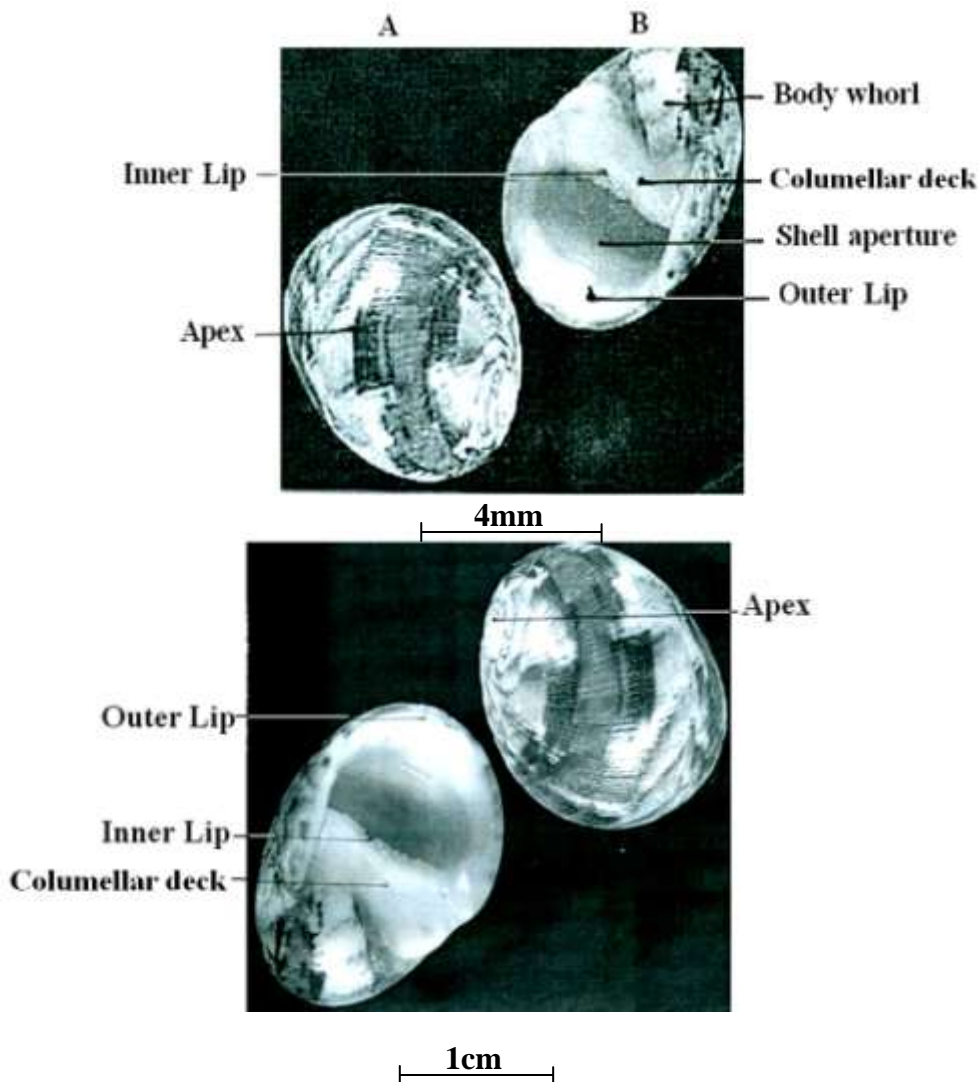 A B
Body whorl
Inner Lip
Columellar deck
Shell aperture
Outer Lip
Apex
4mm
Apex
Outer Lip
Inner Lip
Columellar deck
1cm